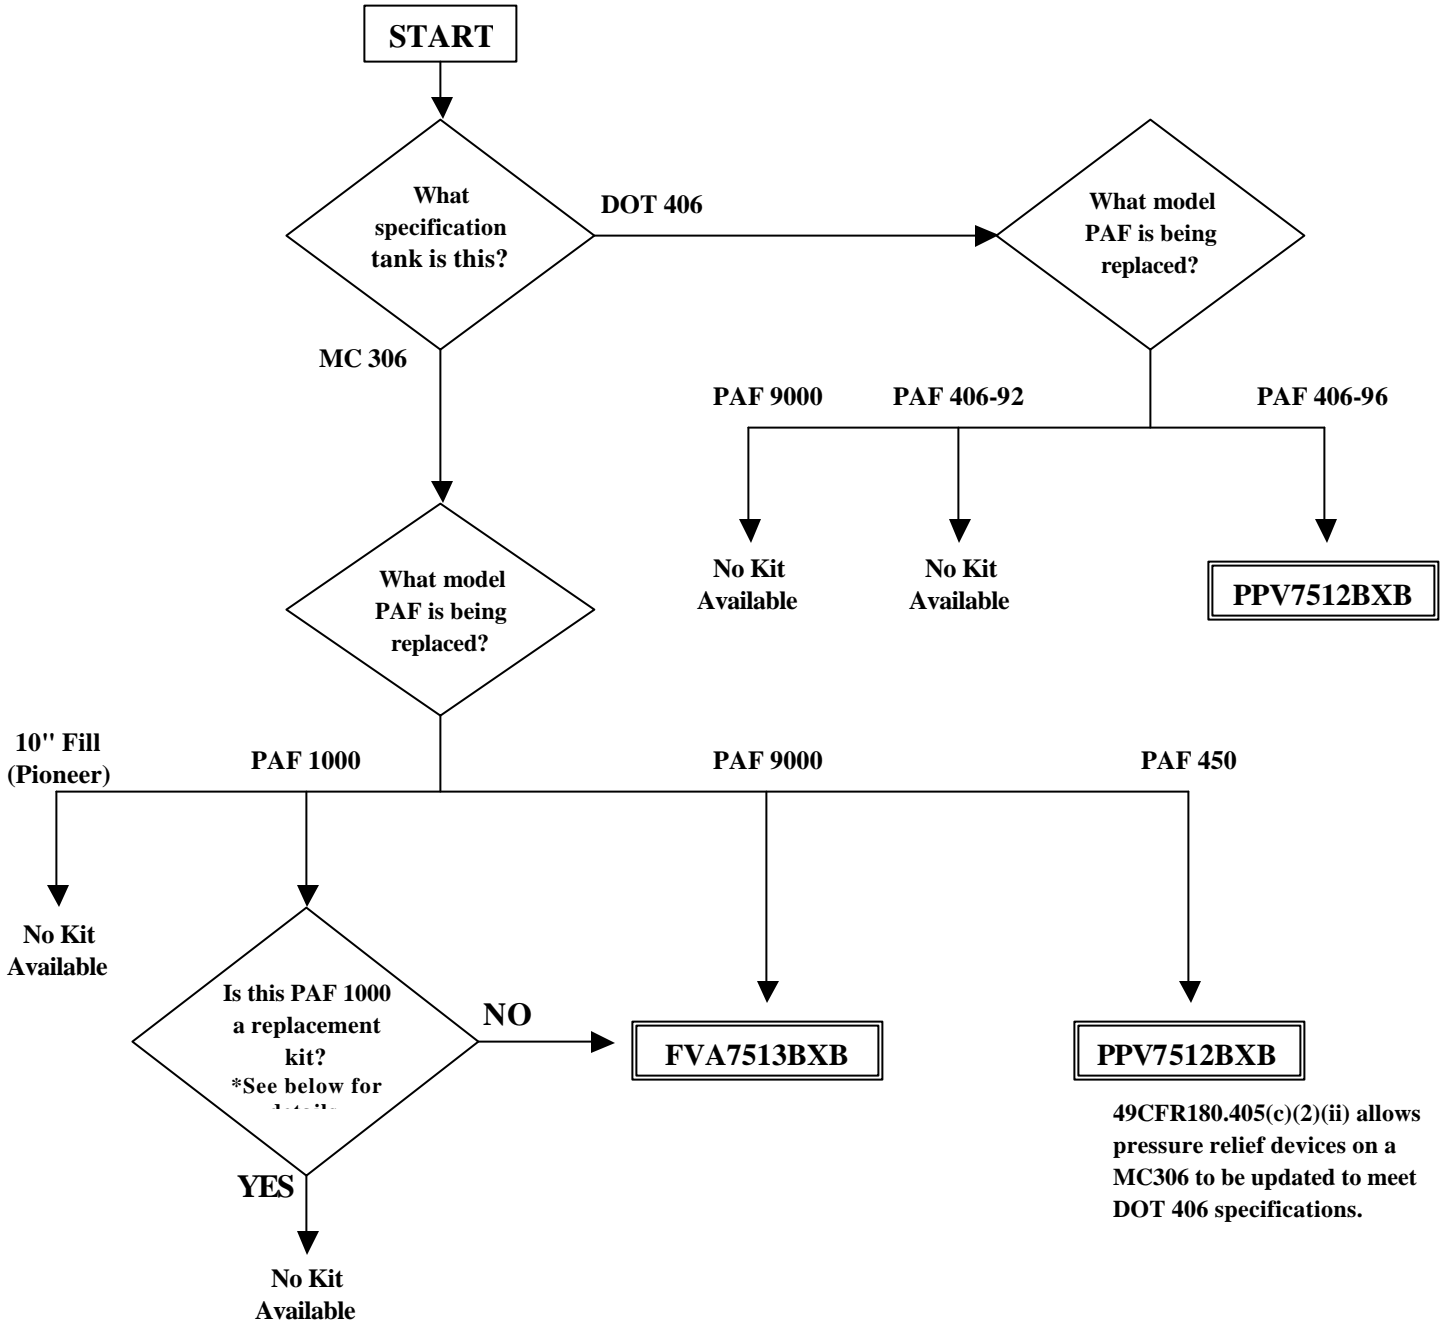 START
What
specification
tank is this?
DOT 406
What model
PAF is being
replaced?
MC 306
PAF 9000
PAF 406-92
PAF 406-96
No Kit
Available
No Kit
Available
PPV7512BXB
What model
PAF is being
replaced?
10" Fill
(Pioneer)
PAF 1000
PAF 9000
PAF 450
No Kit
Available
Is this PAF 1000
a replacement
kit?
*See below for
NO
FVA7513BXB
PPV7512BXB
49CFR180.405(c)(2)(ii) allows
pressure relief devices on a
MC306 to be updated to meet
DOT 406 specifications.
YES
No Kit
Available